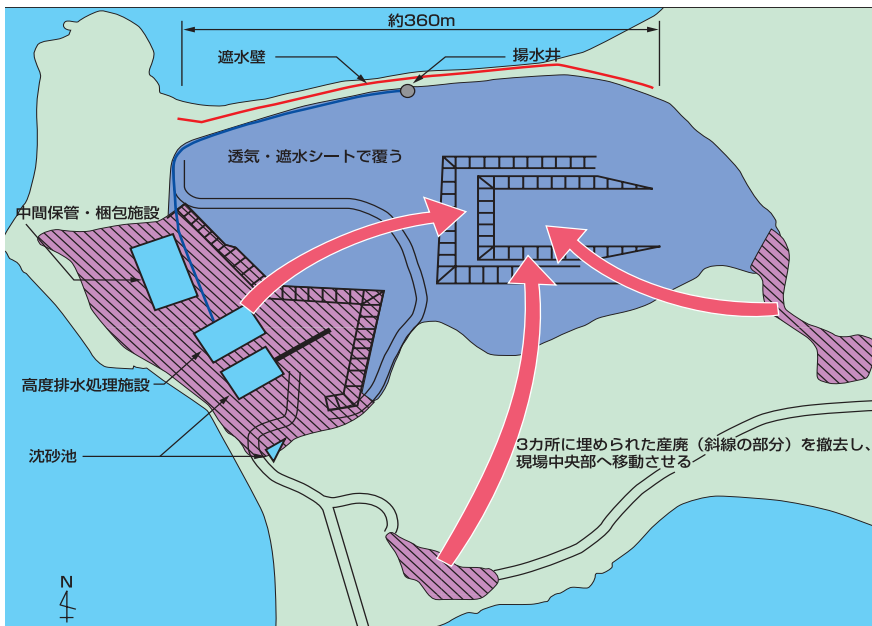 約360m
遮水壁
揚水井
透気・遮水シートで覆う
中間保管・梱包施設
高度排水処理施設
沈砂池
3カ所に埋められた産廃（斜線の部分）を撤去し、
現場中央部へ移動させる
N